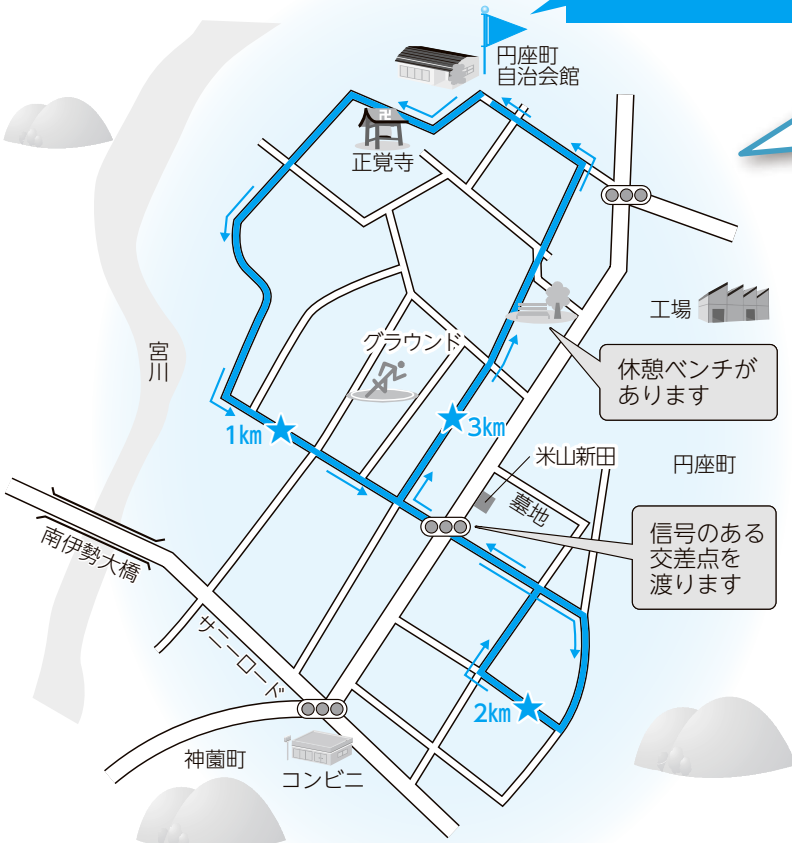 円座町
自治会館
卍
正覚寺
工場
宮川
グラウンド
休憩ベンチが
あります
1km
3km
米山新田
円座町
墓地
信号のある
交差点を
渡ります
南伊勢大橋
サニーロード
2km
神薗町
コンビニ